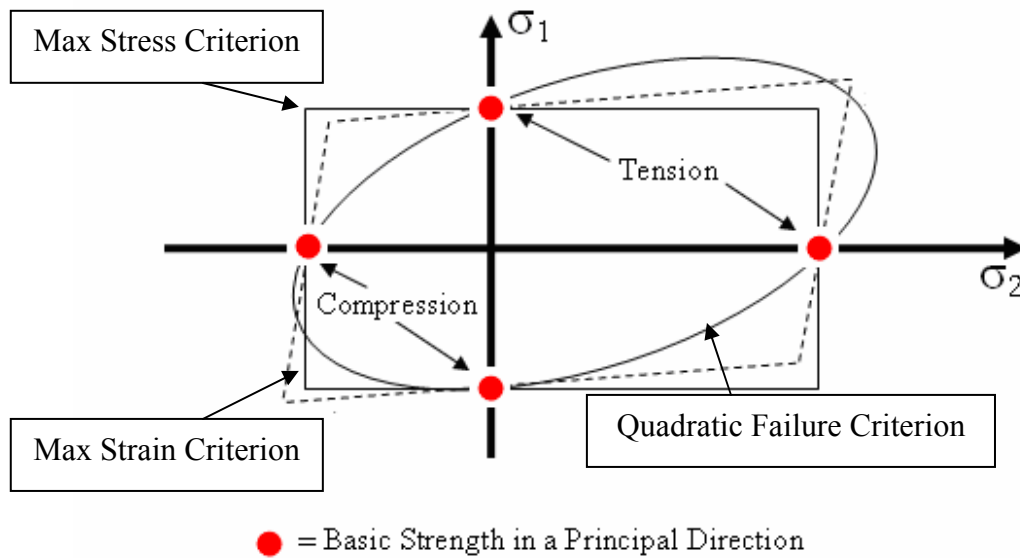 Max Stress Criterion
σ1
Tension
σ2
Compression
Max Strain Criterion
Quadratic Failure Criterion
= Basic Strength in a Principal Direction